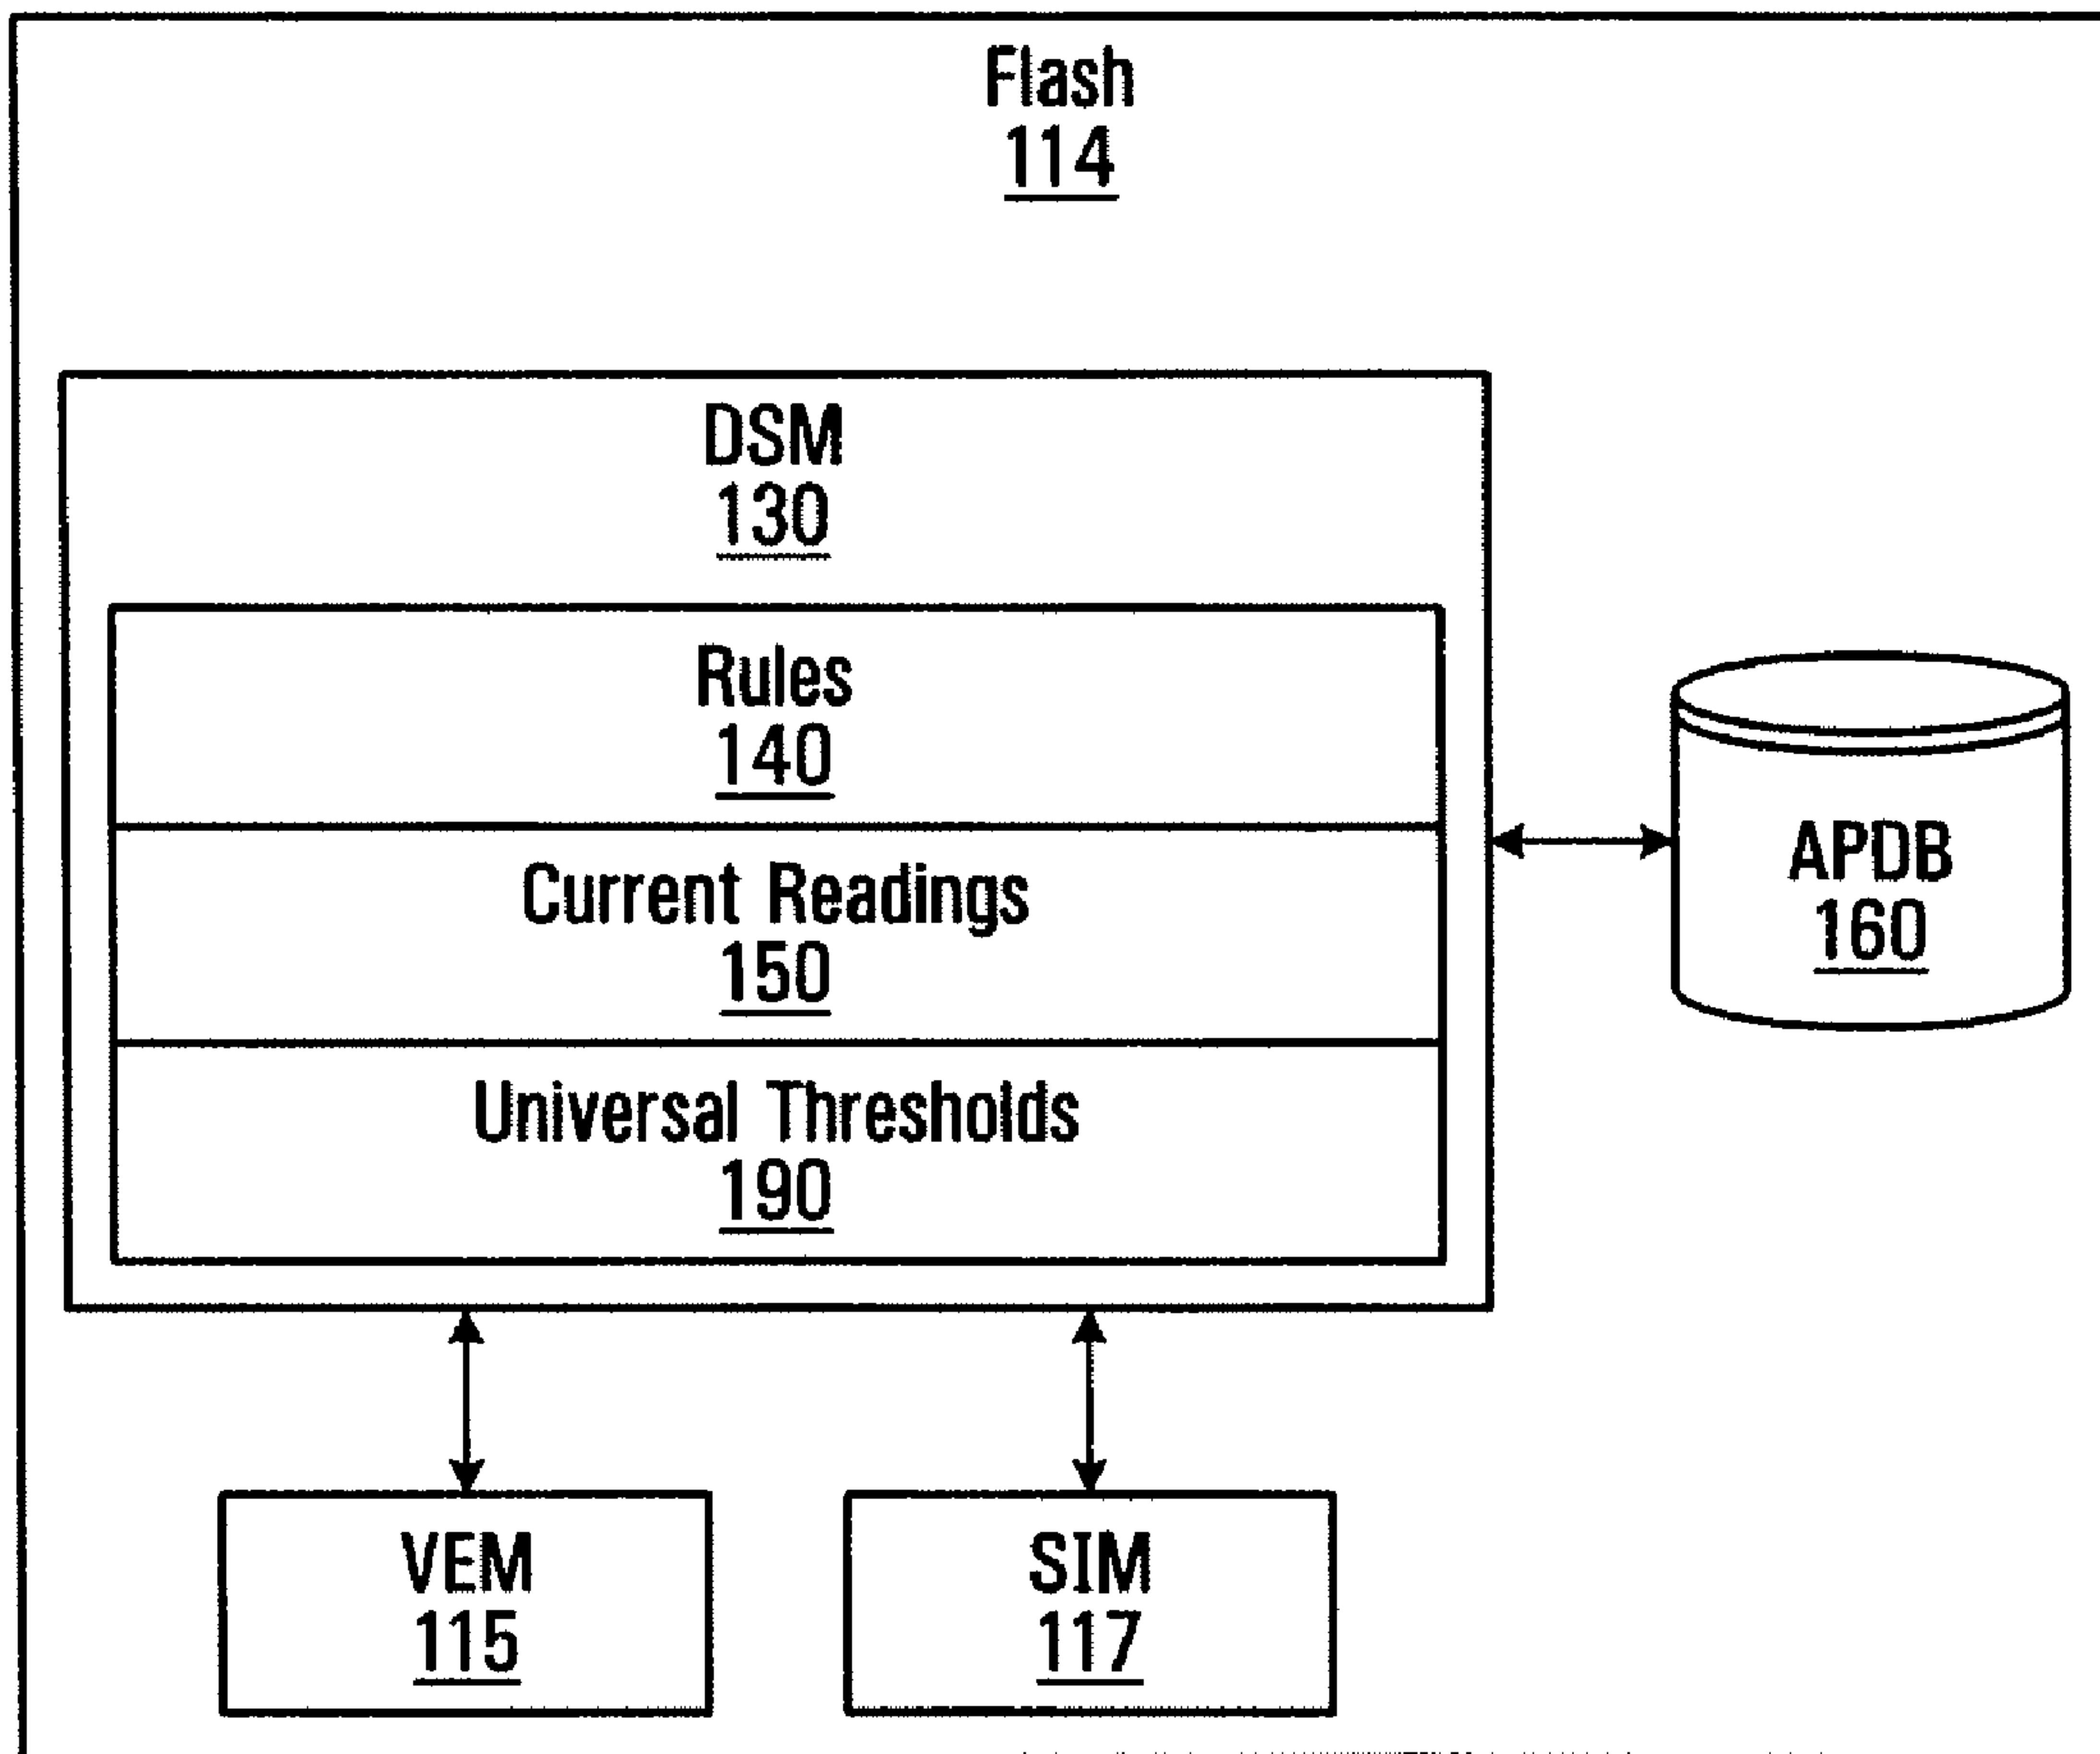 Flash
114
DSM
130
Rules
140
Current Readings
150
Universal Thresholds
190
APDB
160
VEM
115
SIM
117